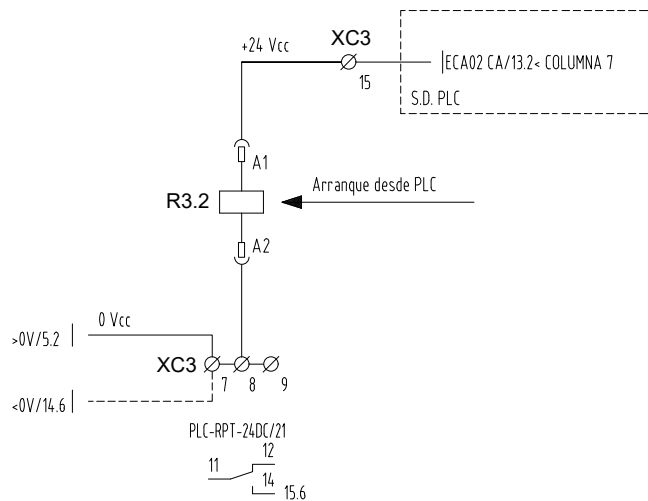 XC3
+24 Vcc
ECA02 CA/13.2< COLUMNA 7
15
S.D. PLC
A1
Arranque desde PLC
R3.2
A2
0 Vcc
>0V/5.2
XC3
7
8
9
<0V/14.6
PLC-RPT-24DC/21
12
11
14
15.6